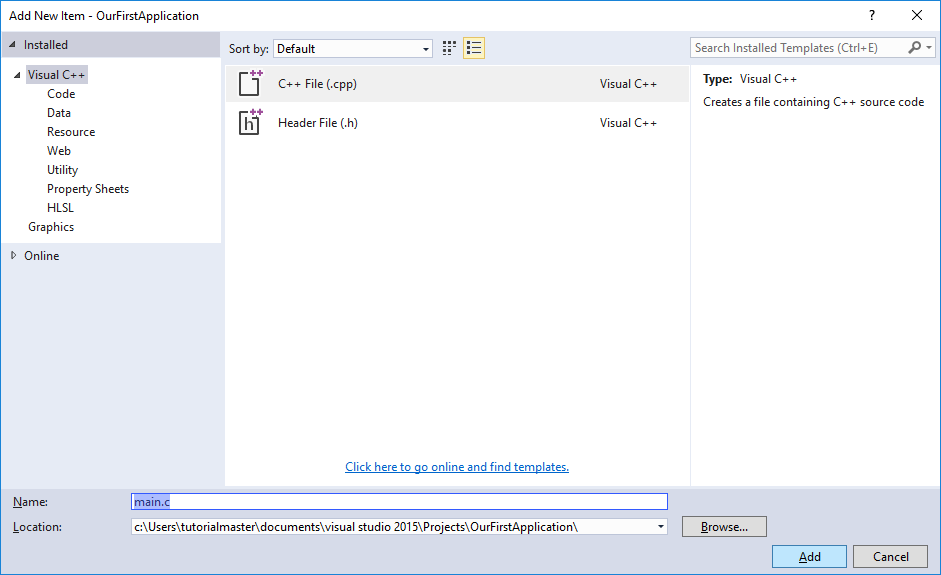 Add New Item - OurFirstApplication ?
Installed
Sort by: Default
Search Installed Templates (Ctrl+E)
Visual C++
Code
Data
Resource
Web
Utility
Property Sheets
HLSL
Graphics
Online
C++ File (.cpp) Visual C++
Header File (.h) Visual C++
Type: Visual C++
Creates a file containing C++ source code
Click here to go online and find templates.
Name: main.c
Location: c:\Users\tutorialmaster\documents\visual studio 2015\Projects\OurFirstApplication\
Browse...
Add Cancel